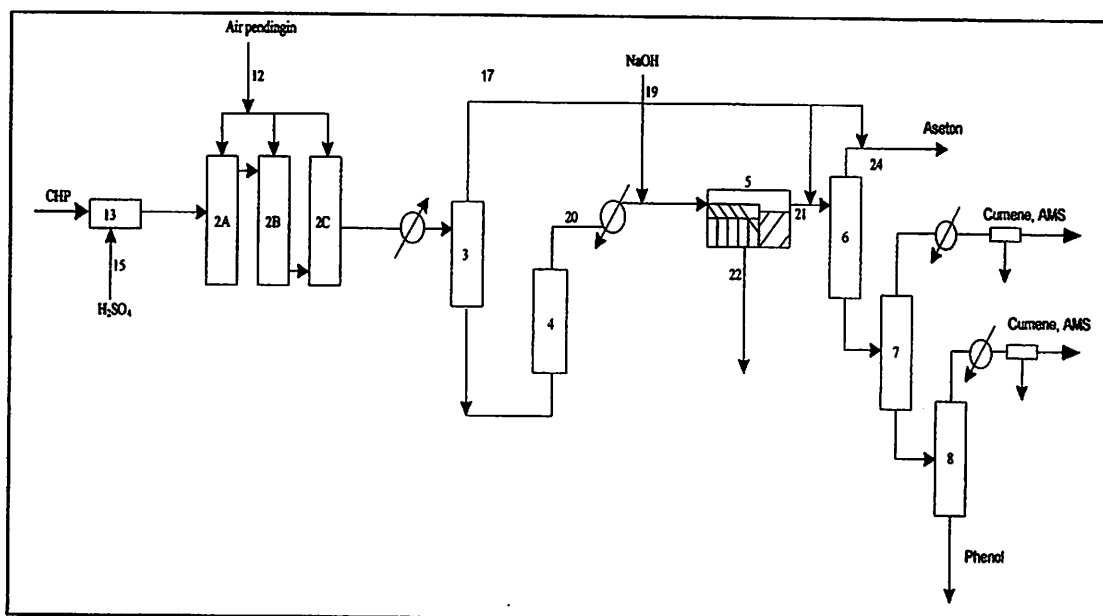 Air pendingin
12
17
NaOH
19
Aseton
24
CHP
13
2A
2B
2C
15
H₂SO₄
3
20
4
5
21
22
6
Cumene, AMS
7
Cumene, AMS
8
Phenol